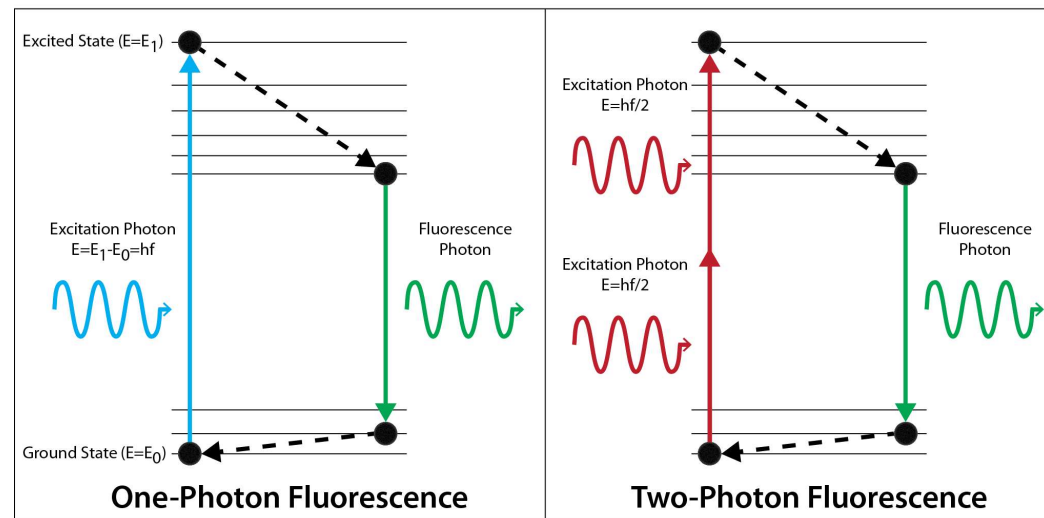 Excited State (E=E₁)
Excitation Photon
E=E₁-E₀=hf
Fluorescence
Photon
Ground State (E=E₀)
One-Photon Fluorescence
Excitation Photon
E=hf/2
Excitation Photon
E=hf/2
Fluorescence
Photon
Two-Photon Fluorescence